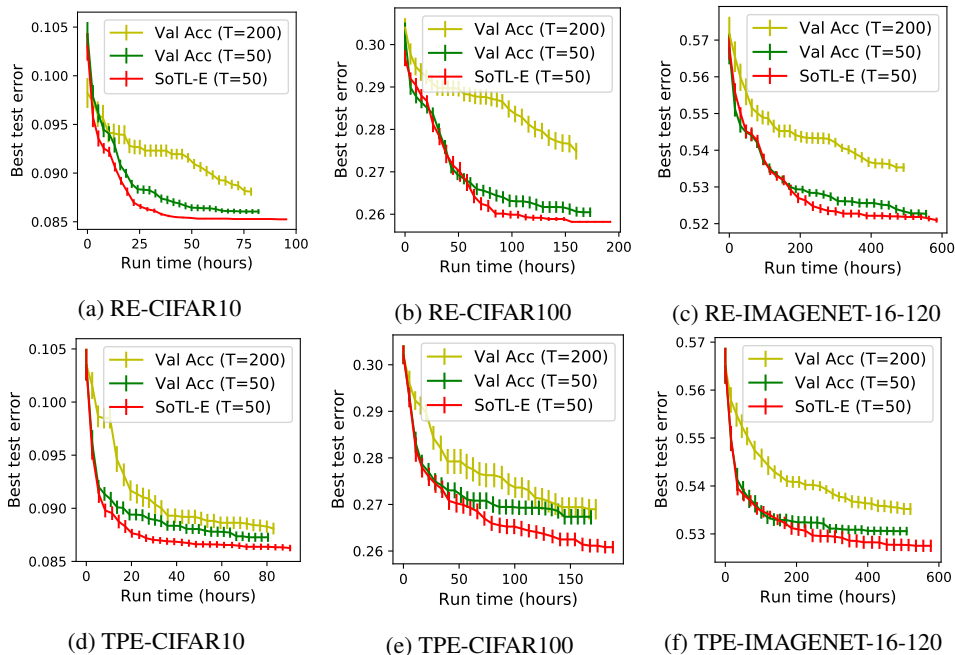 0.105
0.100
0.095
0.090
0.085
Best test error
Val Acc (T=200)
Val Acc (T=50)
SoTL-E (T=50)
0 25 50 75 100
Run time (hours)
(a) RE-CIFAR10
0.30
0.29
0.28
0.27
0.26
Best test error
Val Acc (T=200)
Val Acc (T=50)
SoTL-E (T=50)
0 50 100 150 200
Run time (hours)
(b) RE-CIFAR100
0.57
0.56
0.55
0.54
0.53
0.52
Best test error
Val Acc (T=200)
Val Acc (T=50)
SoTL-E (T=50)
0 200 400 600
Run time (hours)
(c) RE-IMAGENET-16-120
0.105
0.100
0.095
0.090
0.085
Best test error
Val Acc (T=200)
Val Acc (T=50)
SoTL-E (T=50)
0 20 40 60 80
Run time (hours)
(d) TPE-CIFAR10
0.30
0.29
0.28
0.27
0.26
Best test error
Val Acc (T=200)
Val Acc (T=50)
SoTL-E (T=50)
0 50 100 150
Run time (hours)
(e) TPE-CIFAR100
0.57
0.56
0.55
0.54
0.53
Best test error
Val Acc (T=200)
Val Acc (T=50)
SoTL-E (T=50)
0 200 400 600
Run time (hours)
(f) TPE-IMAGENET-16-120